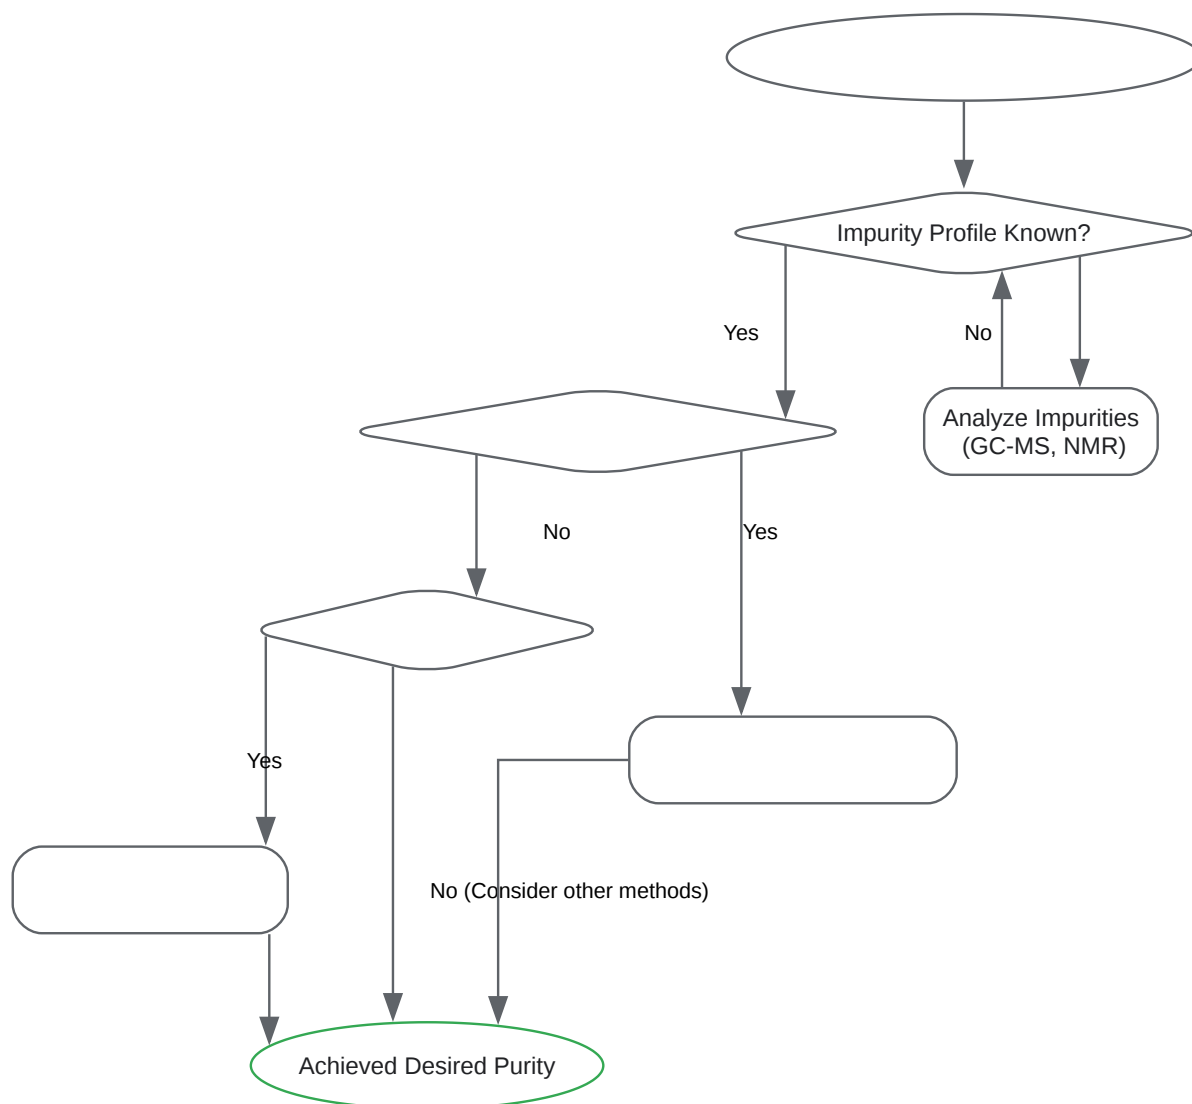 Impurity Profile Known?
Yes
No
Analyze Impurities
(GC-MS, NMR)
No
Yes
Yes
No (Consider other methods)
Achieved Desired Purity